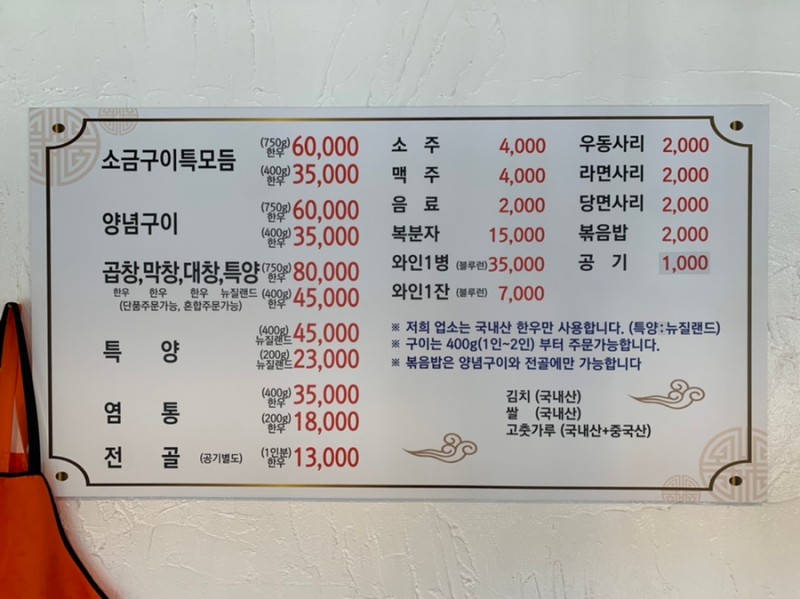 소금구이특모듬 (750g) 한우 60,000
(400g) 한우 35,000
양념구이 (750g) 한우 60,000
(400g) 한우 35,000
곱창,막창,대창,특양 (750g) 80,000
한우 한우 한우 뉴질랜드 (400g) 45,000
(단품주문가능, 혼합주문가능)
특 양 (400g) 뉴질랜드 45,000
(200g) 뉴질랜드 23,000
염 통 (400g) 한우 35,000
(200g) 한우 18,000
전 골 (공기별도) (1인분) 한우 13,000
소 주 4,000
맥 주 4,000
음 료 2,000
복분자 15,000
와인1병 (블루런) 35,000
와인1잔 (블루런) 7,000
우동사리 2,000
라면사리 2,000
당면사리 2,000
볶음밥 2,000
공 기 1,000
※ 저희 업소는 국내산 한우만 사용합니다. (특양:뉴질랜드)
※ 구이는 400g(1인~2인) 부터 주문가능합니다.
※ 볶음밥은 양념구이와 전골에만 가능합니다
김치 (국내산)
쌀 (국내산)
고춧가루 (국내산+중국산)